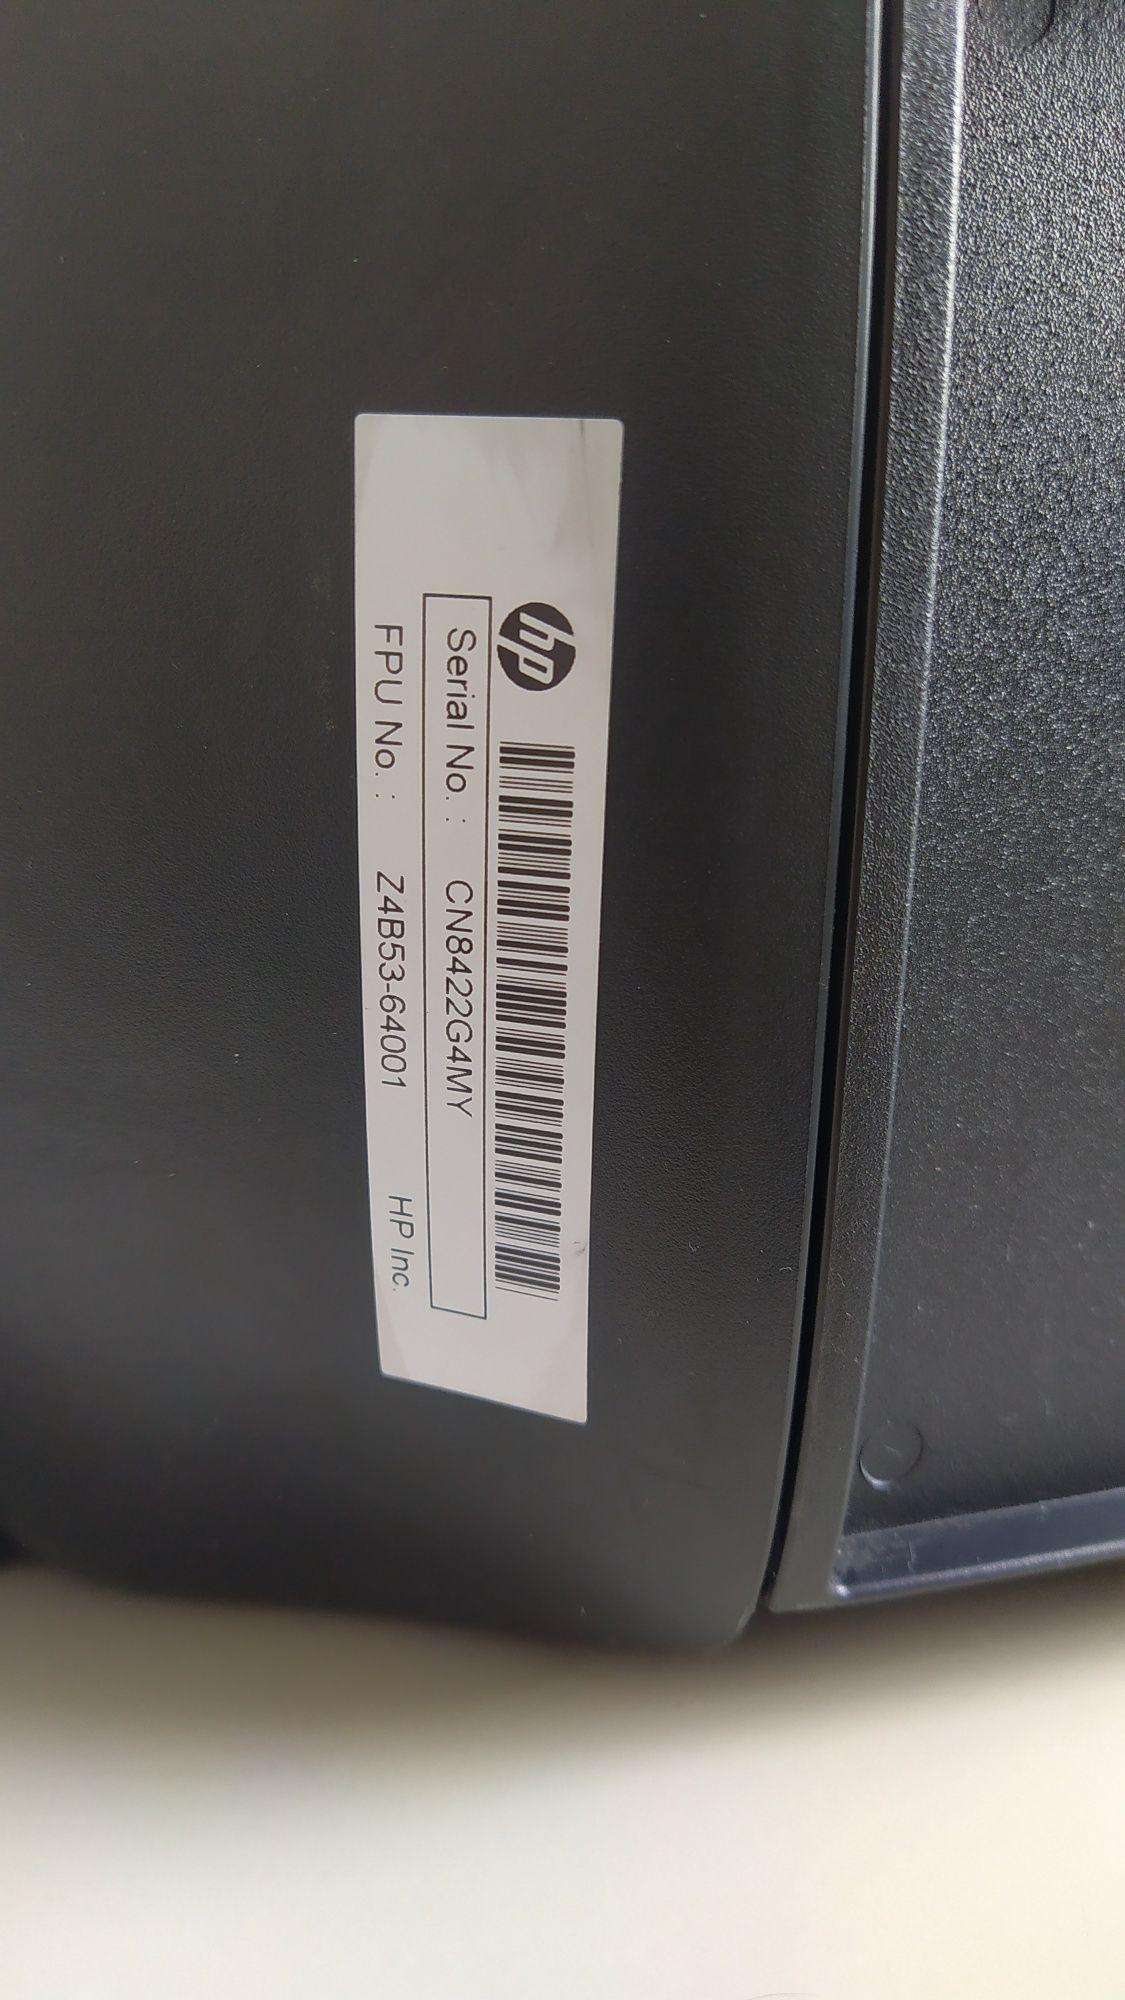 hp
Serial No. : CN8422G4MY
FPU No. : Z4B53-64001 HP Inc.